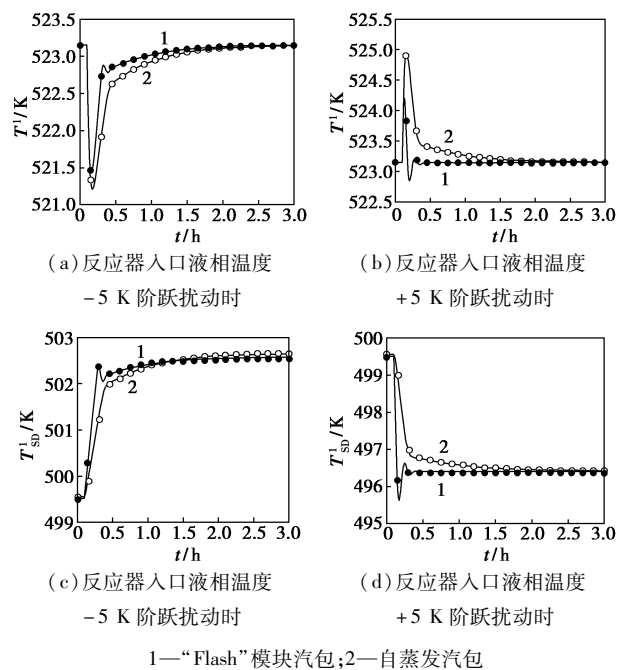 523.5
523.0
522.5
522.0
521.5
521.0
T¹/K
1
2
0 0.5 1.0 1.5 2.0 2.5 3.0
t/h
(a)反应器入口液相温度
−5 K 阶跃扰动时
525.5
525.0
524.5
524.0
523.5
523.0
522.5
T¹/K
2
1
0 0.5 1.0 1.5 2.0 2.5 3.0
t/h
(b)反应器入口液相温度
+5 K 阶跃扰动时
503
502
501
500
499
T¹SD/K
1
2
0 0.5 1.0 1.5 2.0 2.5 3.0
t/h
(c)反应器入口液相温度
−5 K 阶跃扰动时
500
499
498
497
496
495
T¹SD/K
2
1
0 0.5 1.0 1.5 2.0 2.5 3.0
t/h
(d)反应器入口液相温度
+5 K 阶跃扰动时
1—“Flash”模块汽包;2—自蒸发汽包